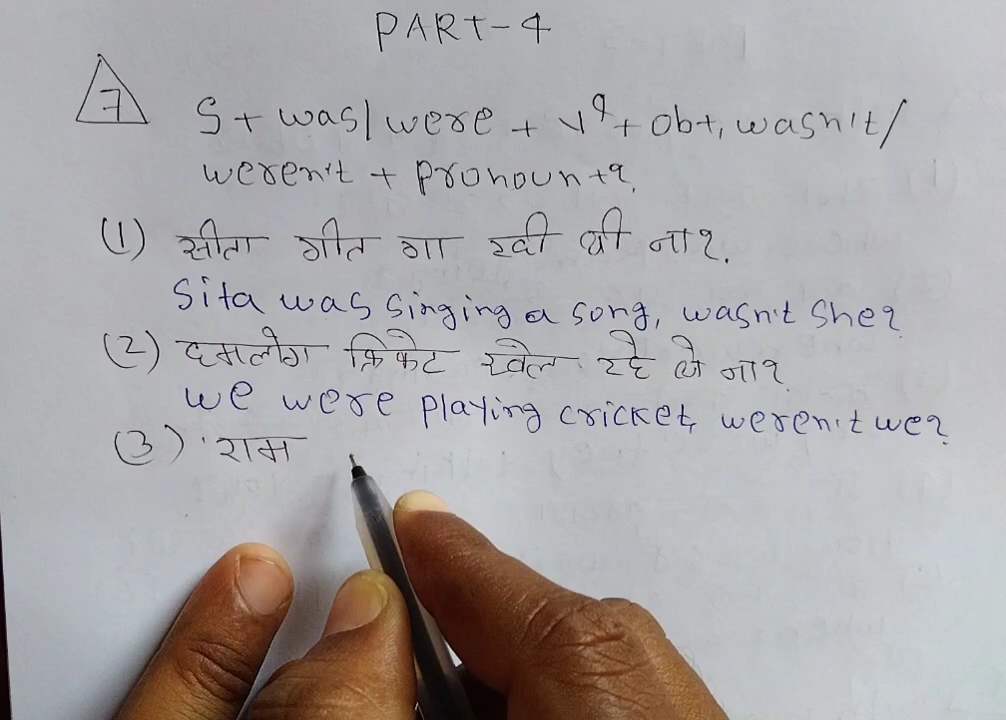 PART-4
7
S + was/were + V⁴ + obt, wasn't/
weren't + pronoun + ?
(1) सीता गीत गा रही थी ना?
Sita was singing a song, wasn't she?
(2) हमलोग क्रिकेट खेल रहे थे ना?
We were playing cricket, weren't we?
(3) राम